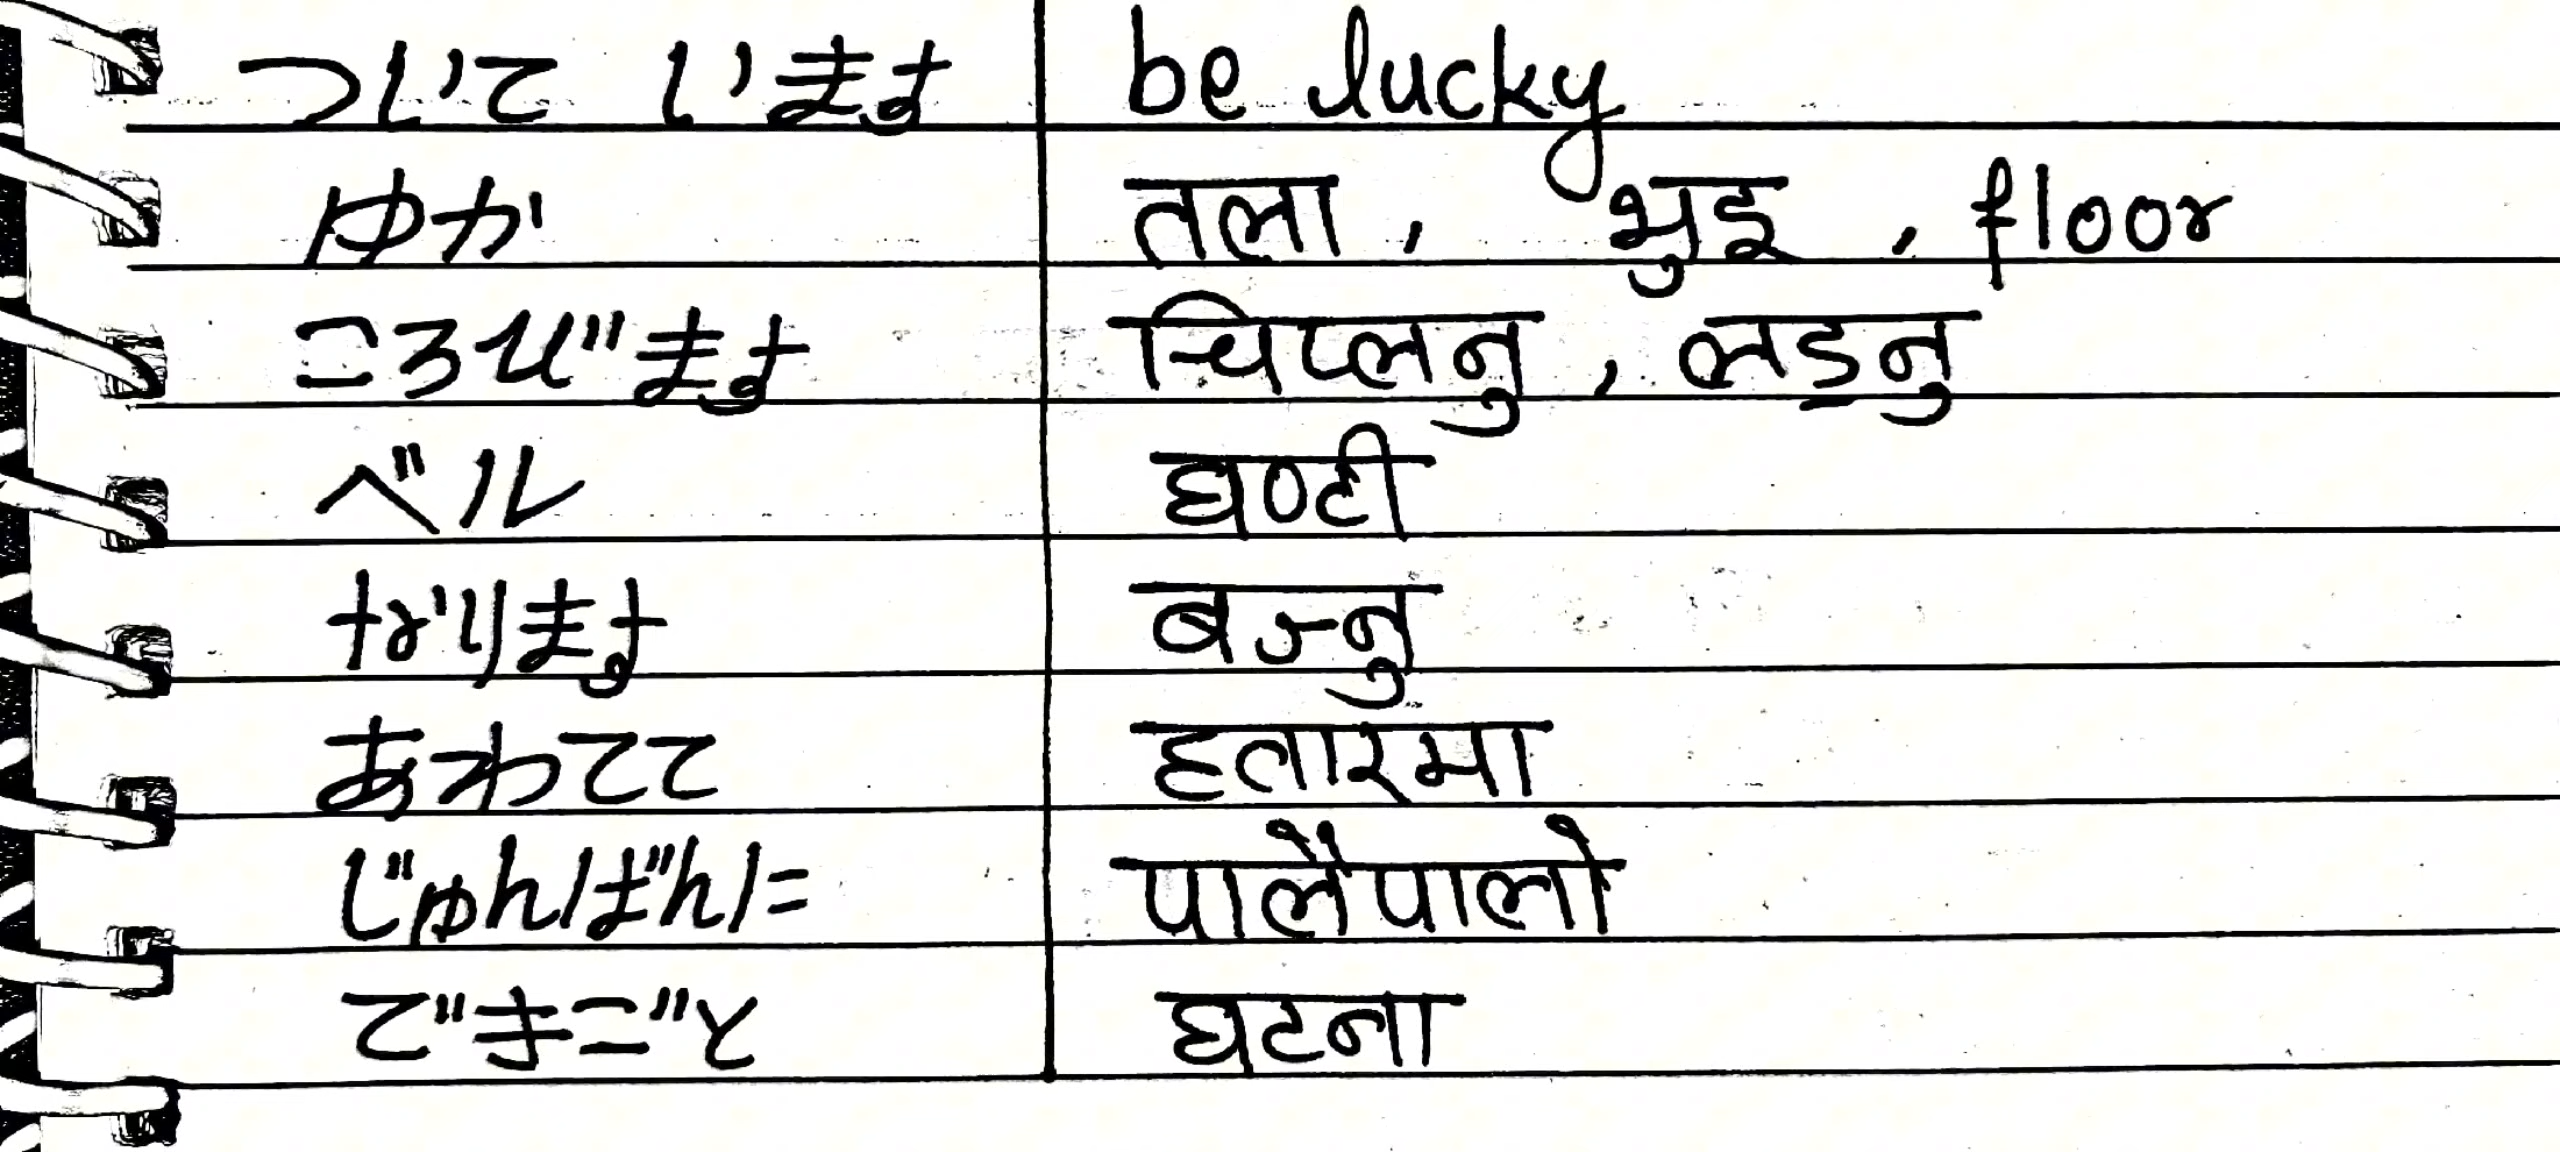 ついて います be lucky
ゆか तला, भुइ, floor
ころびます चिप्लनु, लड्नु
ベル घण्टी
なります बज्नु
あわてて हतारमा
じゅんばんに पालैपालो
できごと घटना